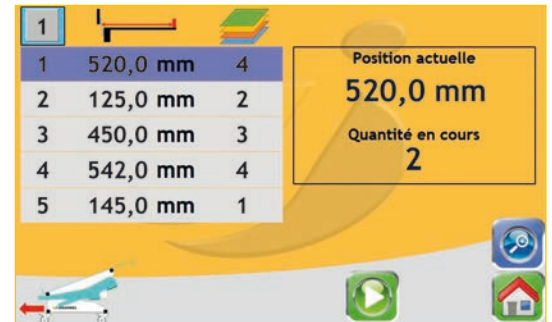 1
1 520,0 mm 4
2 125,0 mm 2
3 450,0 mm 3
4 542,0 mm 4
5 145,0 mm 1
Position actuelle
520,0 mm
Quantité en cours
2